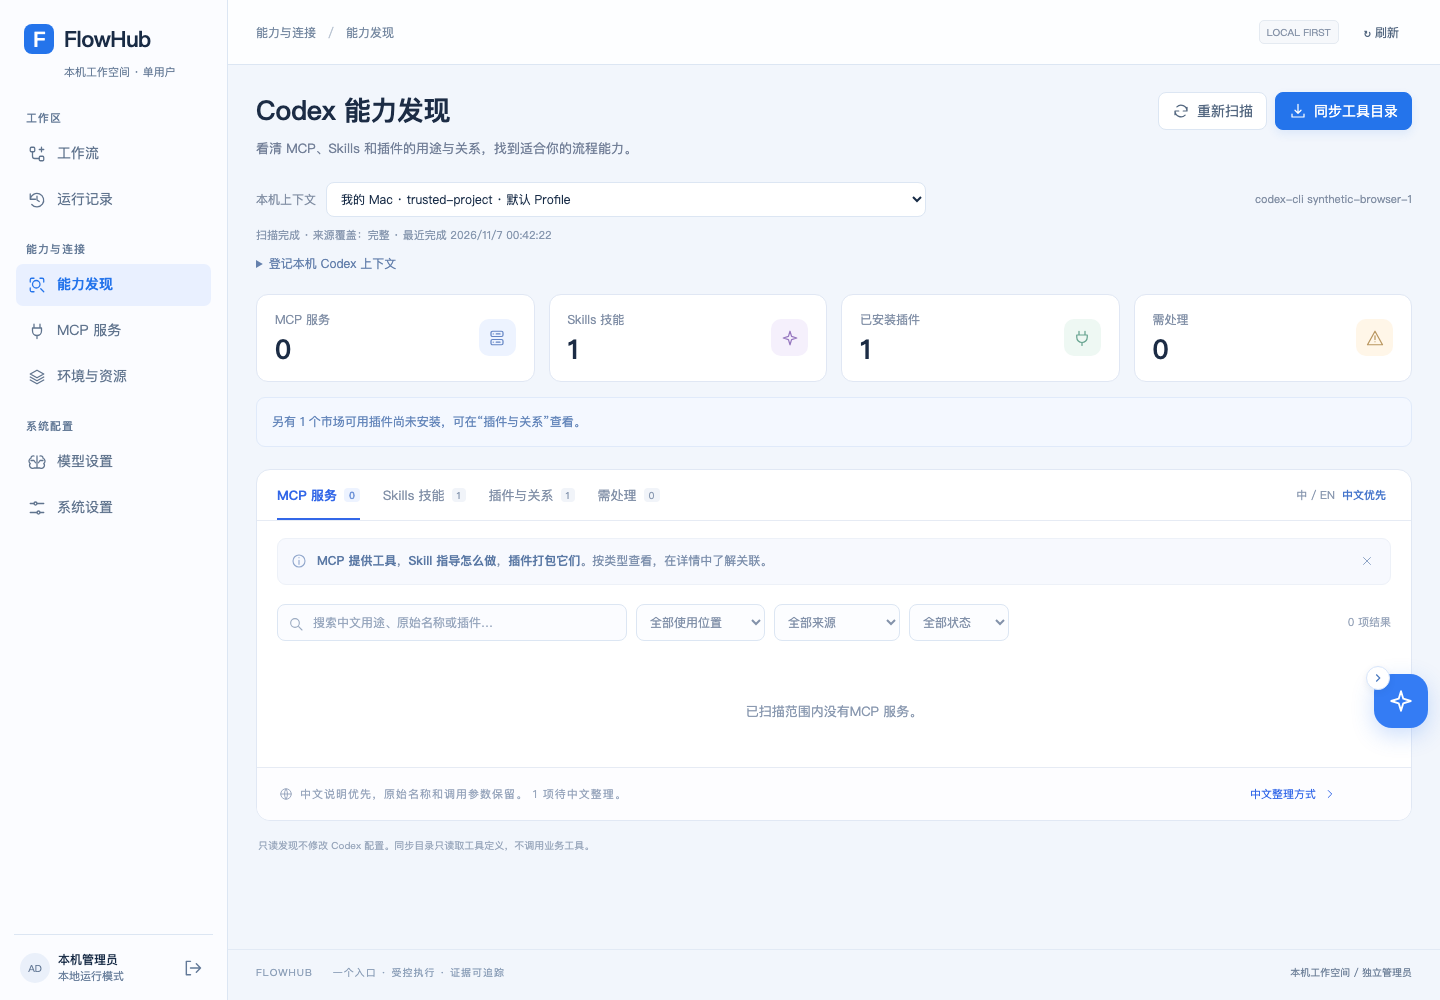 F FlowHub
本机工作空间 · 单用户
工作区
工作流
运行记录
能力与连接
能力发现
MCP 服务
环境与资源
系统配置
模型设置
系统设置
AD
本机管理员
本地运行模式
能力与连接 / 能力发现
LOCAL FIRST
↻ 刷新
Codex 能力发现
看清 MCP、Skills 和插件的用途与关系，找到适合你的流程能力。
重新扫描
同步工具目录
本机上下文
我的 Mac · trusted-project · 默认 Profile
codex-cli synthetic-browser-1
扫描完成 · 来源覆盖：完整 · 最近完成 2026/11/7 00:42:22
▶ 登记本机 Codex 上下文
MCP 服务
0
Skills 技能
1
已安装插件
1
需处理
0
另有 1 个市场可用插件尚未安装，可在“插件与关系”查看。
MCP 服务 0
Skills 技能 1
插件与关系 1
需处理 0
中 / EN 中文优先
MCP 提供工具，Skill 指导怎么做，插件打包它们。按类型查看，在详情中了解关联。
搜索中文用途、原始名称或插件...
全部使用位置
全部来源
全部状态
0 项结果
已扫描范围内没有MCP 服务。
中文说明优先，原始名称和调用参数保留。 1 项待中文整理。
中文整理方式
只读发现不修改 Codex 配置。同步目录只读取工具定义，不调用业务工具。
FLOWHUB
一个入口 · 受控执行 · 证据可追踪
本机工作空间 / 独立管理员